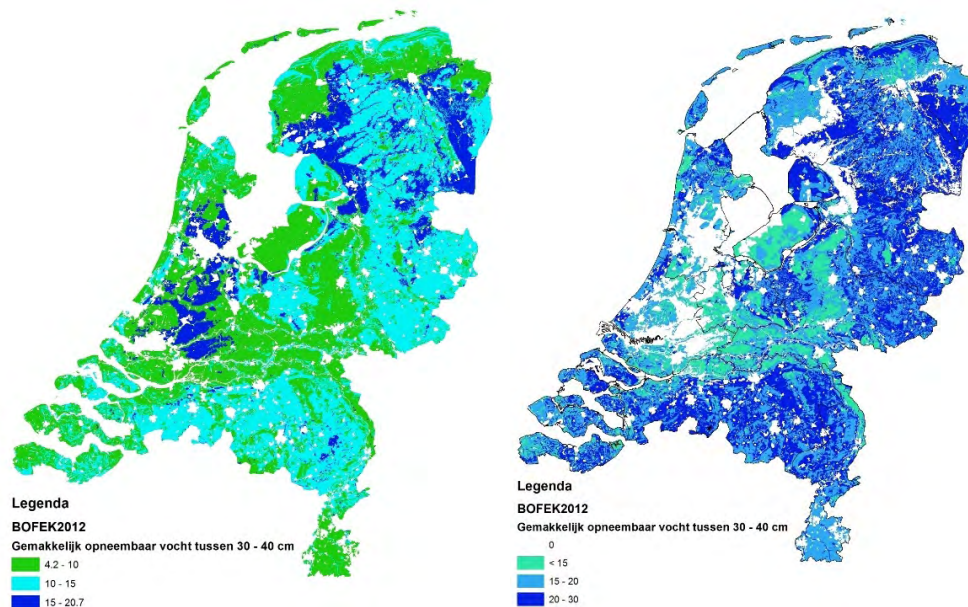 Legenda
BOFEK2012
Gemakkelijk opneembaar vocht tussen 30 - 40 cm
4.2 - 10
10 - 15
15 - 20.7
Legenda
BOFEK2012
Gemakkelijk opneembaar vocht tussen 30 - 40 cm
0
< 15
15 - 20
20 - 30